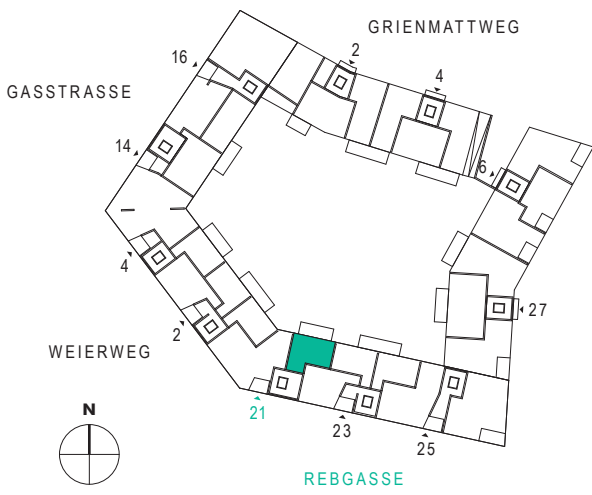 GRIENMATTWEG
2
16
4
GASSTRASSE
14
6
4
27
2
WEIERWEG
N
21
23
25
REBGASSE